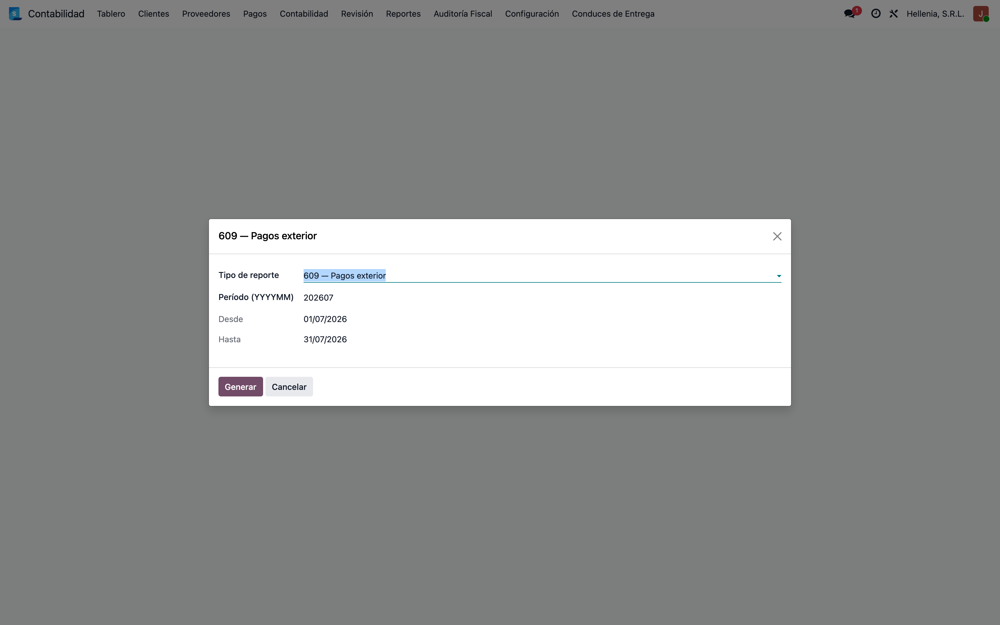 Contabilidad Tablero Clientes Proveedores Pagos Contabilidad Revisión Reportes Auditoría Fiscal Configuración Conduces de Entrega 1 Hellenia, S.R.L. J
609 — Pagos exterior
Tipo de reporte 609 — Pagos exterior
Período (YYYYMM) 202607
Desde 01/07/2026
Hasta 31/07/2026
Generar Cancelar